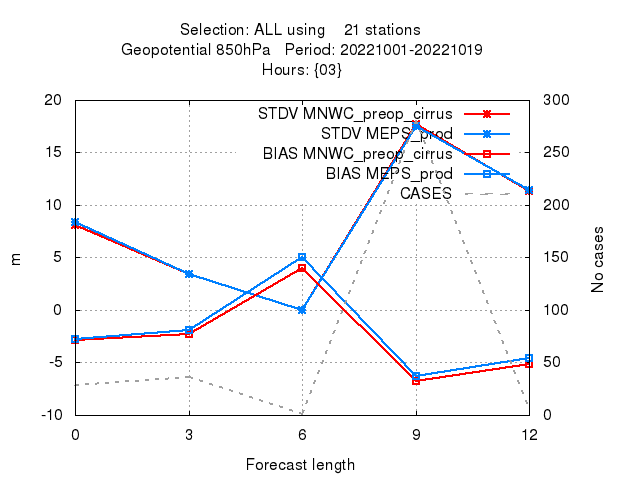 Selection: ALL using    21 stations
Geopotential 850hPa   Period: 20221001-20221019
Hours: {03}
STDV MNWC_preop_cirrus
STDV MEPS_prod
BIAS MNWC_preop_cirrus
BIAS MEPS_prod
CASES
20
15
10
5
0
-5
-10
m
300
250
200
150
100
50
0
No cases
0 3 6 9 12
Forecast length